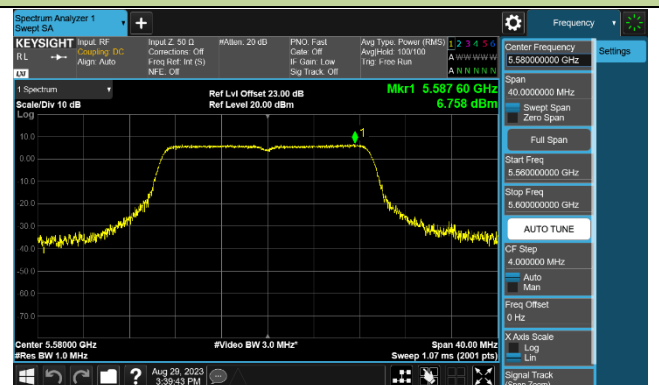 Spectrum Analyzer 1
Swept SA
+
Frequency
KEYSIGHT
RL
LXI
Input: RF
Coupling: DC
Align: Auto
Input Z: 50 Ω
Corrections: Off
Freq Ref: Int (S)
NFE: Off
#Atten: 20 dB
PNO: Fast
Gate: Off
IF Gain: Low
Sig Track: Off
Avg Type: Power (RMS)
Avg|Hold: 100/100
Trig: Free Run
1 2 3 4 5 6
A W W W W W
A N N N N N
1 Spectrum
Scale/Div 10 dB
Log
Ref Lvl Offset 23.00 dB
Ref Level 20.00 dBm
Mkr1 5.587 60 GHz
6.758 dBm
1
10.0
0.00
-10.0
-20.0
-30.0
-40.0
-50.0
-60.0
-70.0
Center 5.58000 GHz
#Res BW 1.0 MHz
#Video BW 3.0 MHz*
Span 40.00 MHz
Sweep 1.07 ms (2001 pts)
Aug 29, 2023
3:39:43 PM
?
Center Frequency
5.580000000 GHz
Span
40.0000000 MHz
Swept Span
Zero Span
Full Span
Start Freq
5.560000000 GHz
Stop Freq
5.600000000 GHz
AUTO TUNE
CF Step
4.000000 MHz
Auto
Man
Freq Offset
0 Hz
X Axis Scale
Log
Lin
Signal Track
(Span Zoom)
Settings